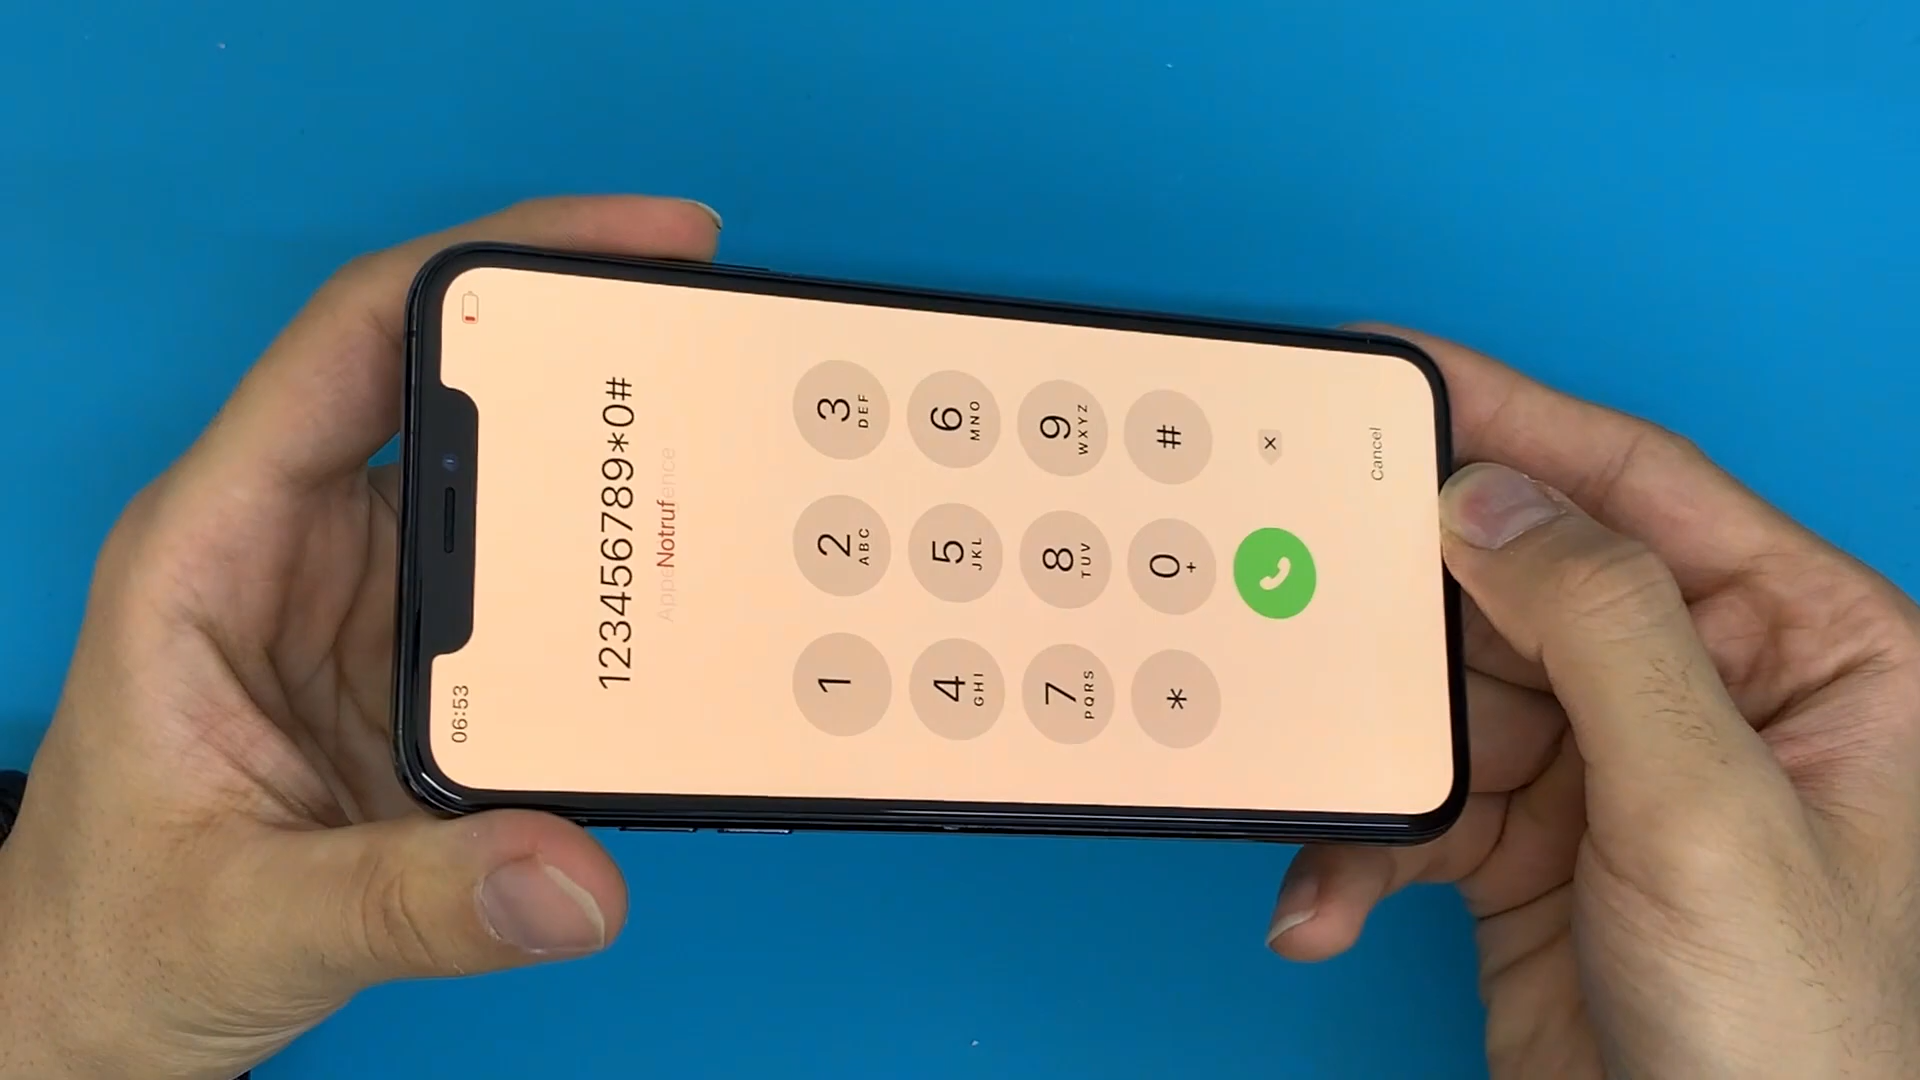 06:53
123456789*0#
Notruf
1
2
ABC
3
DEF
4
GHI
5
JKL
6
MNO
7
PQRS
8
TUV
9
WXYZ
*
0
+
#
×
Cancel